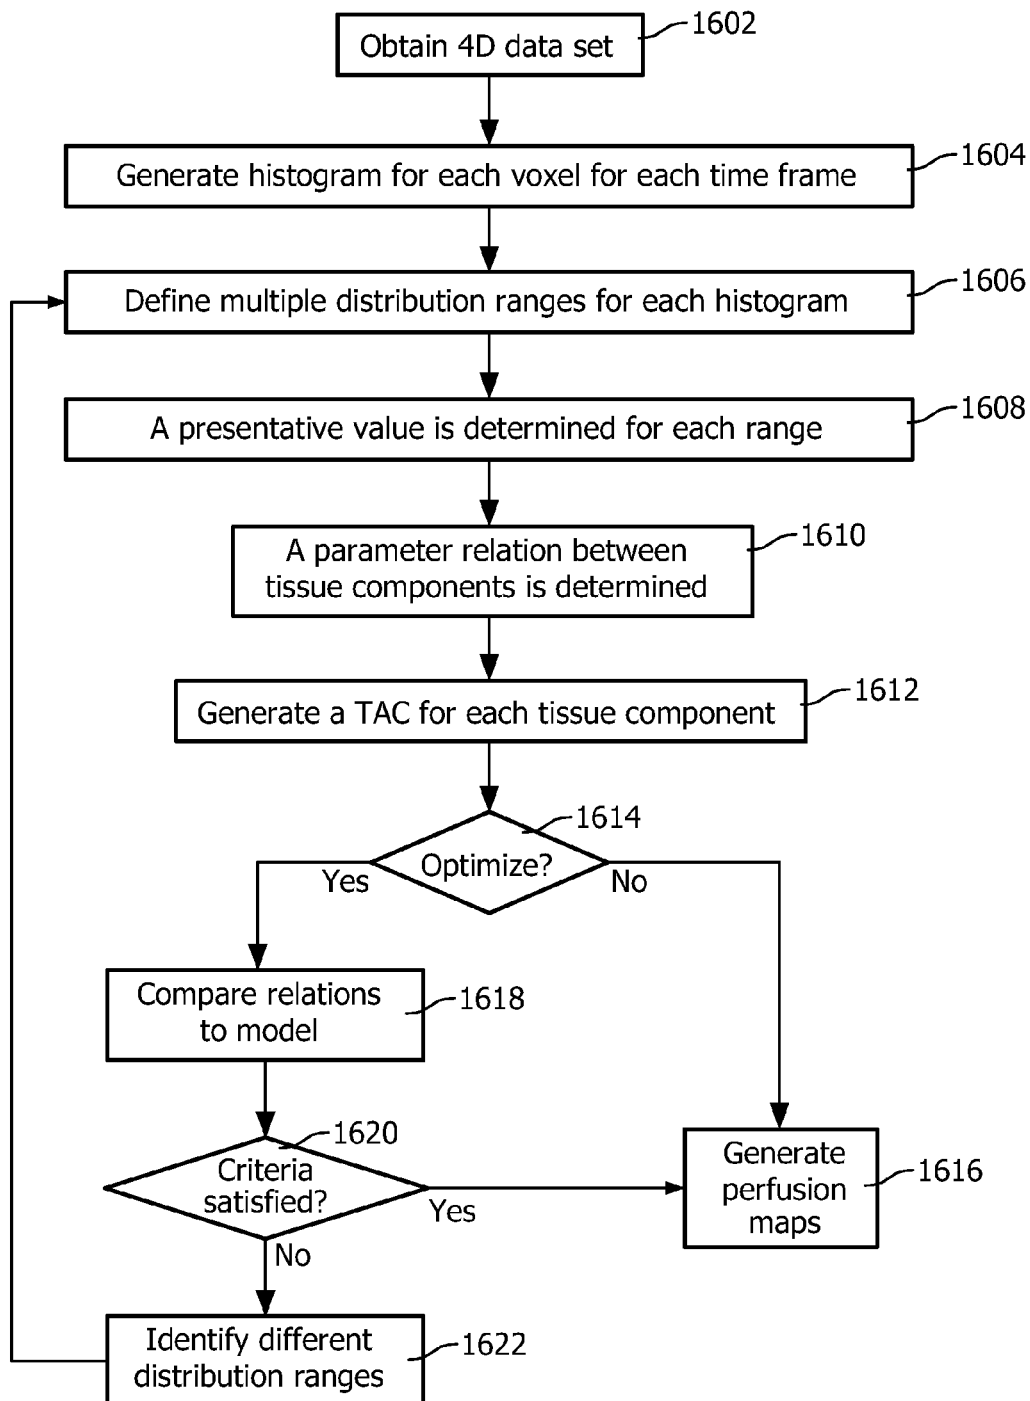 Obtain 4D data set
1602
Generate histogram for each voxel for each time frame
1604
Define multiple distribution ranges for each histogram
1606
A presentative value is determined for each range
1608
A parameter relation between
tissue components is determined
1610
Generate a TAC for each tissue component
1612
Optimize?
1614
Yes
No
Compare relations
to model
1618
Criteria
satisfied?
1620
Yes
No
Generate
perfusion
maps
1616
Identify different
distribution ranges
1622